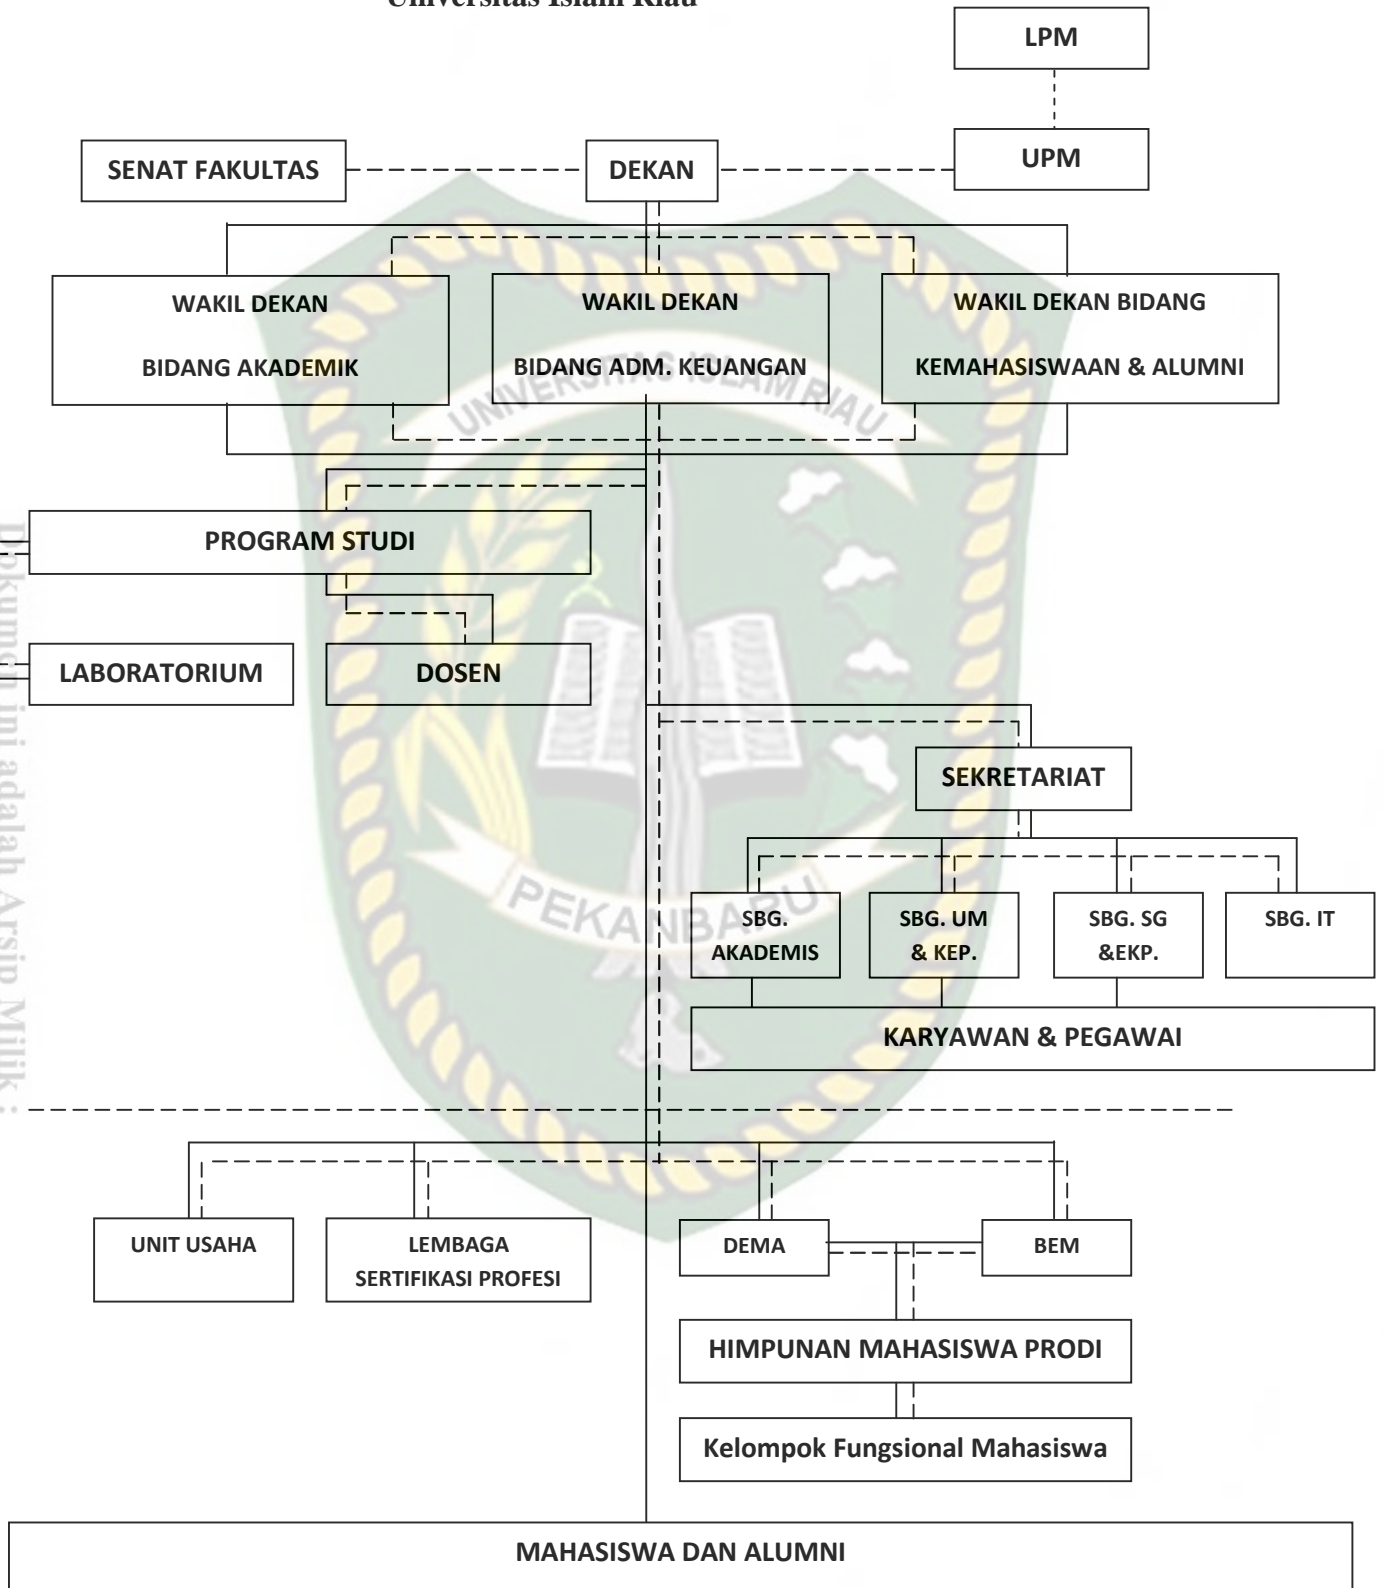 Universitas Islam Riau
LPM
UPM
SENAT FAKULTAS
DEKAN
WAKIL DEKAN
BIDANG AKADEMIK
WAKIL DEKAN
BIDANG ADM. KEUANGAN
WAKIL DEKAN BIDANG
KEMAHASISWAAN & ALUMNI
UNIVERSITAS ISLAM RIAU
PROGRAM STUDI
LABORATORIUM
DOSEN
SEKRETARIAT
PEKANBARU
SBG.
AKADEMIS
SBG. UM
& KEP.
SBG. SG
&EKP.
SBG. IT
KARYAWAN & PEGAWAI
Dokumen ini adalah Arsip Milik :
UNIT USAHA
LEMBAGA
SERTIFIKASI PROFESI
DEMA
BEM
HIMPUNAN MAHASISWA PRODI
Kelompok Fungsional Mahasiswa
MAHASISWA DAN ALUMNI